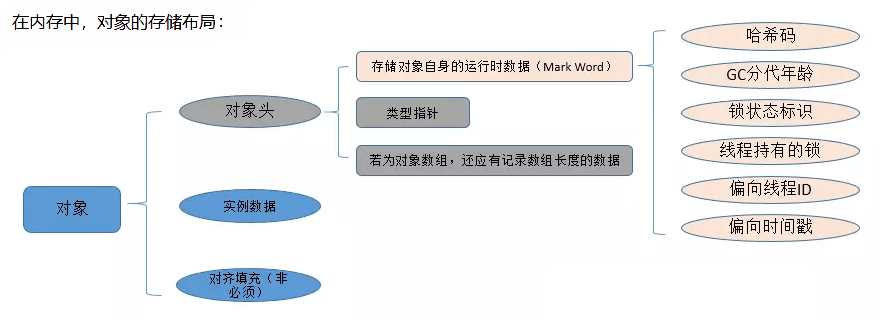 在内存中，对象的存储布局：
对象
对象头
实例数据
对齐填充（非
必须）
存储对象自身的运行时数据（Mark Word）
类型指针
若为对象数组，还应有记录数组长度的数据
哈希码
GC分代年龄
锁状态标识
线程持有的锁
偏向线程ID
偏向时间戳